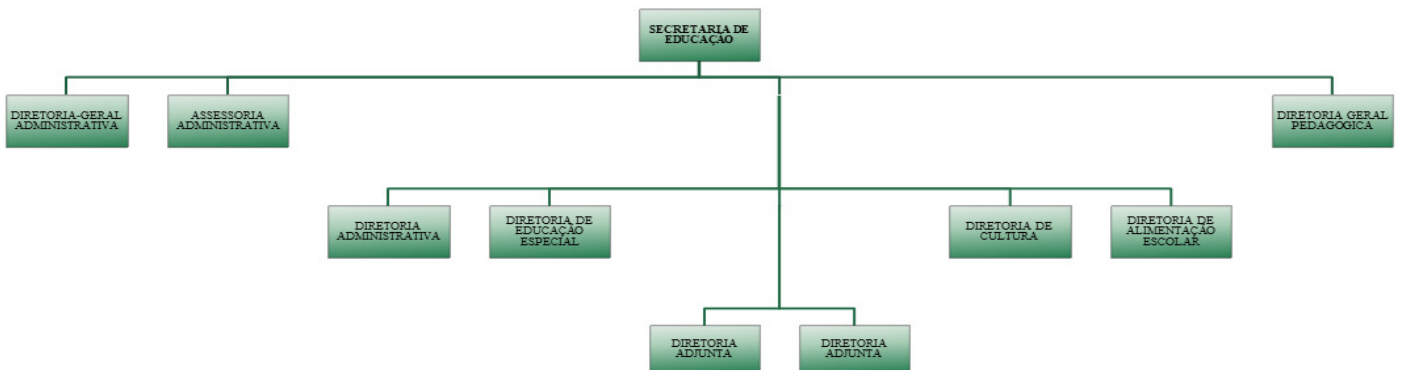 SECRETARIA DE
EDUCAÇÃO
DIRETORIA-GERAL
ADMINISTRATIVA
ASSESSORIA
ADMINISTRATIVA
DIRETORIA GERAL
PEDAGÓGICA
DIRETORIA
ADMINISTRATIVA
DIRETORIA DE
EDUCAÇÃO
ESPECIAL
DIRETORIA DE
CULTURA
DIRETORIA DE
ALIMENTAÇÃO
ESCOLAR
DIRETORIA
ADJUNTA
DIRETORIA
ADJUNTA